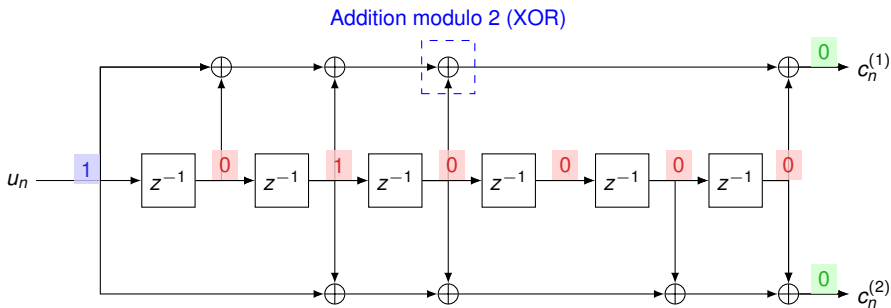 Addition modulo 2 (XOR)
0
c_n^{(1)}
u_n 1 z^{-1} 0 z^{-1} 1 z^{-1} 0 z^{-1} 0 z^{-1} 0 z^{-1} 0
0
c_n^{(2)}